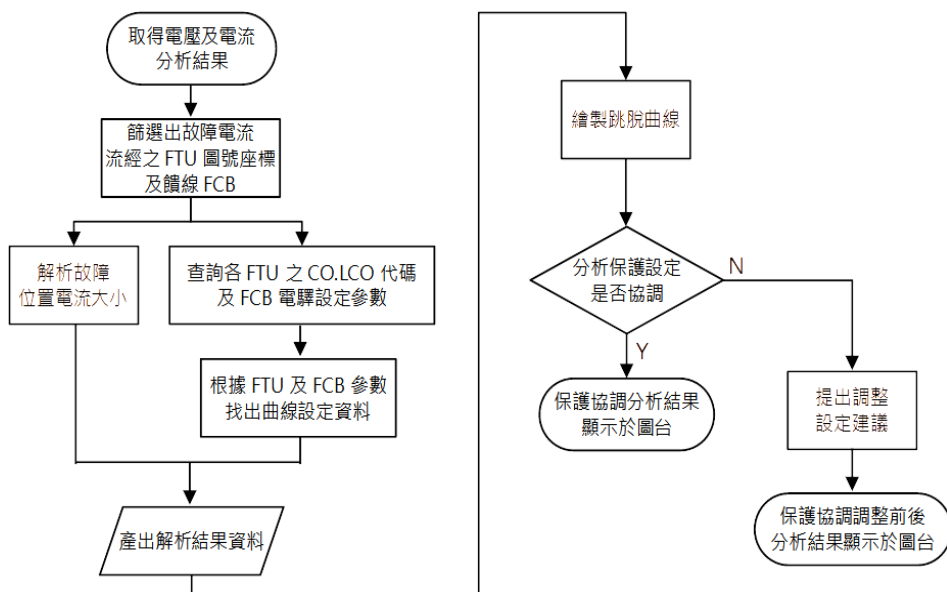 取得電壓及電流
分析結果
篩選出故障電流
流經之 FTU 圖號座標
及饋線 FCB
解析故障
位置電流大小
查詢各 FTU 之 CO.LCO 代碼
及 FCB 電驛設定參數
根據 FTU 及 FCB 參數
找出曲線設定資料
產出解析結果資料
繪製跳脫曲線
分析保護設定
是否協調
N
Y
保護協調分析結果
顯示於圖台
提出調整
設定建議
保護協調調整前後
分析結果顯示於圖台